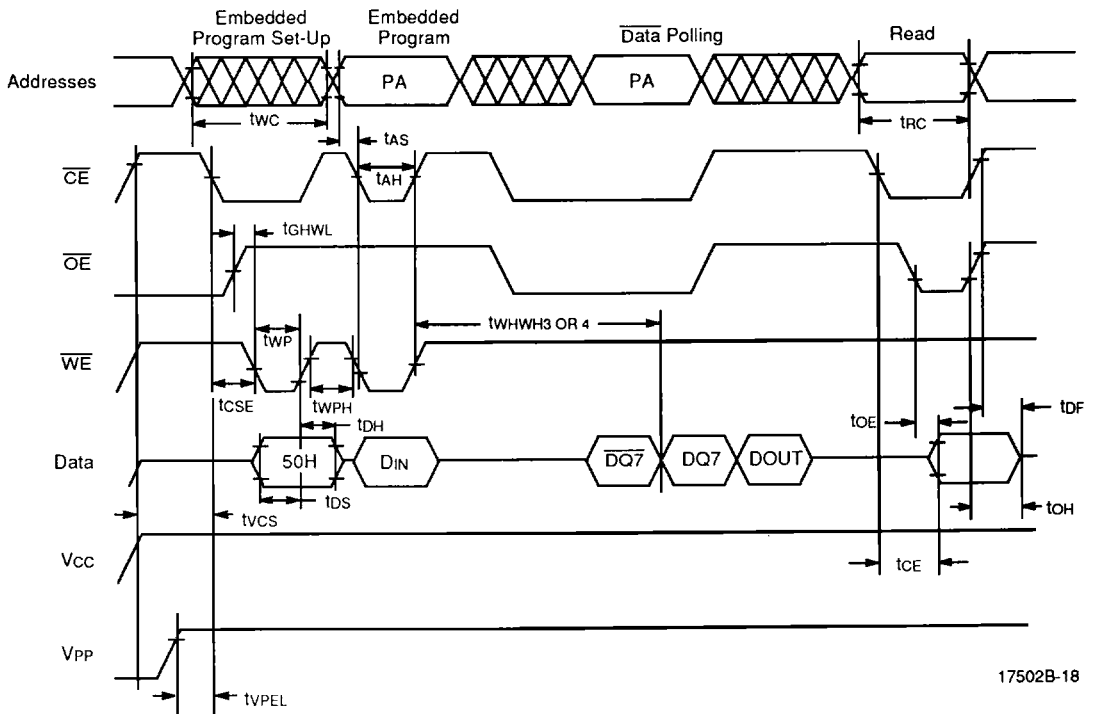 Embedded
Program Set-Up
Embedded
Program
Data Polling
Read
Addresses
PA
PA
tWC
tAS
tRC
CE
tAH
tGHWL
OE
tWP
tWHWH3 OR 4
WE
tCSE
tWPH
tDH
tOE
tDF
Data
50H
DIN
DQ7
DQ7
DOUT
tDS
tOH
tVCS
VCC
tCE
VPP
tVPEL
17502B-18